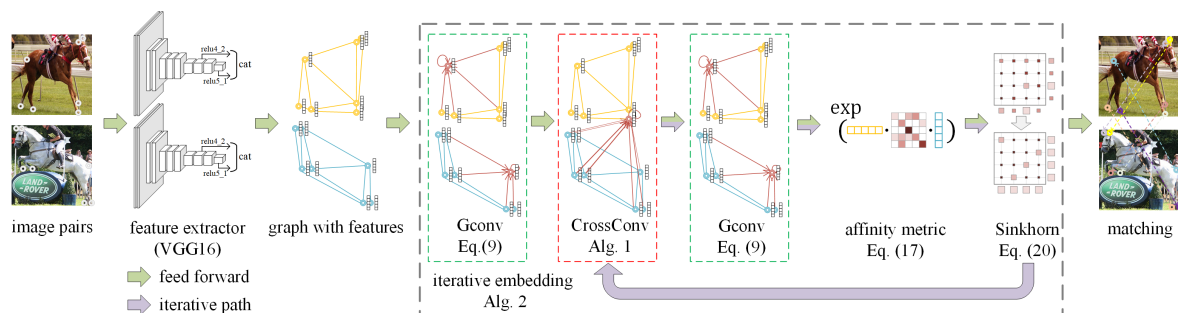 relu4_2
cat
relu5_1
relu4_2
cat
relu5_1
exp
LAND
ROVER
LAND
ROVER
image pairs
feature extractor
(VGG16)
graph with features
Gconv
Eq.(9)
CrossConv
Alg. 1
Gconv
Eq. (9)
affinity metric
Eq. (17)
Sinkhorn
Eq. (20)
matching
feed forward
iterative path
iterative embedding
Alg. 2